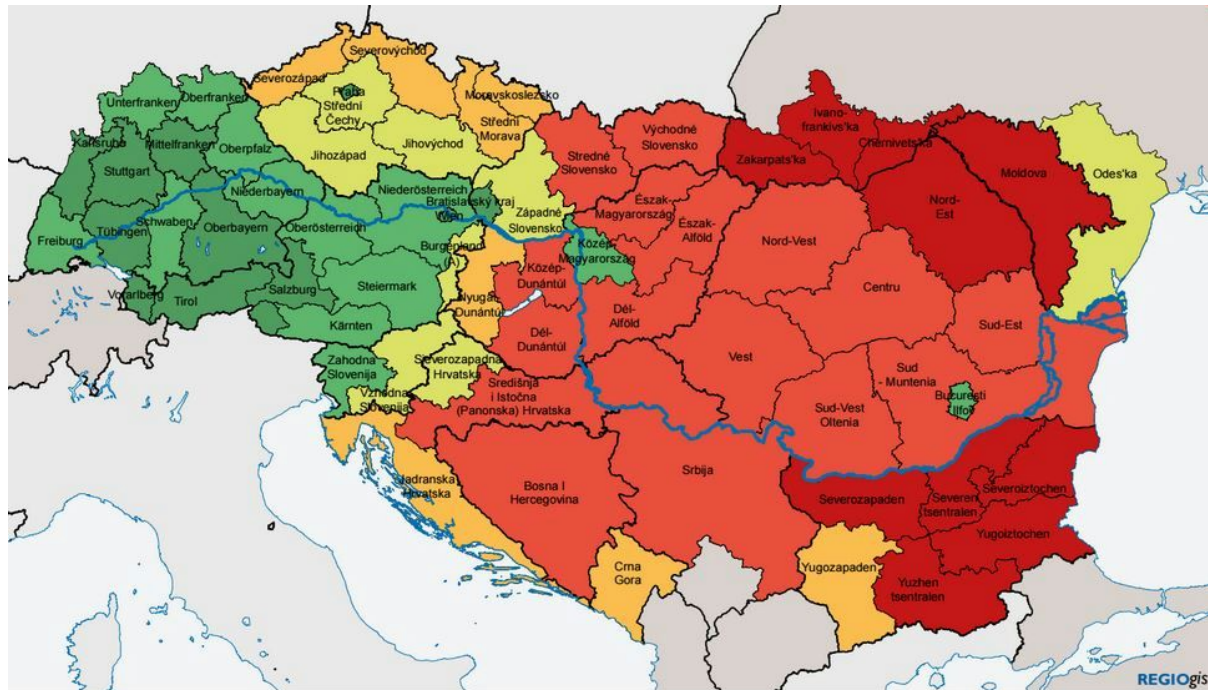 Severovýchod
Severozápad
Praha
Střední
Čechy
Moravskoslezsko
Střední
Morava
Jihozápad
Jihovýchod
Unterfranken
Oberfranken
Karlsruhe
Mittelfranken
Oberpfalz
Stuttgart
Niederbayern
Schwaben
Tübingen
Oberbayern
Freiburg
Niederösterreich
Bratislavský kraj
Wien
Oberösterreich
Burgenland
(A)
Salzburg
Steiermark
Vorarlberg
Tirol
Kärnten
Západné
Slovensko
Stredné
Slovensko
Východné
Slovensko
Észak-
Magyarország
Észak-
Alföld
Közép-
Magyarország
Közép-
Dunántúl
Nyugat-
Dunántúl
Dél-
Dunántúl
Dél-
Alföld
Zahodna
Slovenija
Vzhodna
Slovenija
Sjeverozapadna
Hrvatska
Središnja
i Istočna
(Panonska) Hrvatska
Jadranska
Hrvatska
Bosna I
Hercegovina
Crna
Gora
Srbija
Zakarpats'ka
Ivano-
frankivs'ka
Chernivets'ka
Moldova
Odes'ka
Nord-
Est
Nord-Vest
Centru
Vest
Sud-Est
Sud
- Muntenia
Bucuresti
Ilfov
Sud-Vest
Oltenia
Severozapaden
Severen
tsentralen
Severoiztochen
Yugoiztochen
Yugozapaden
Yuzhen
tsentralen
REGIOgis